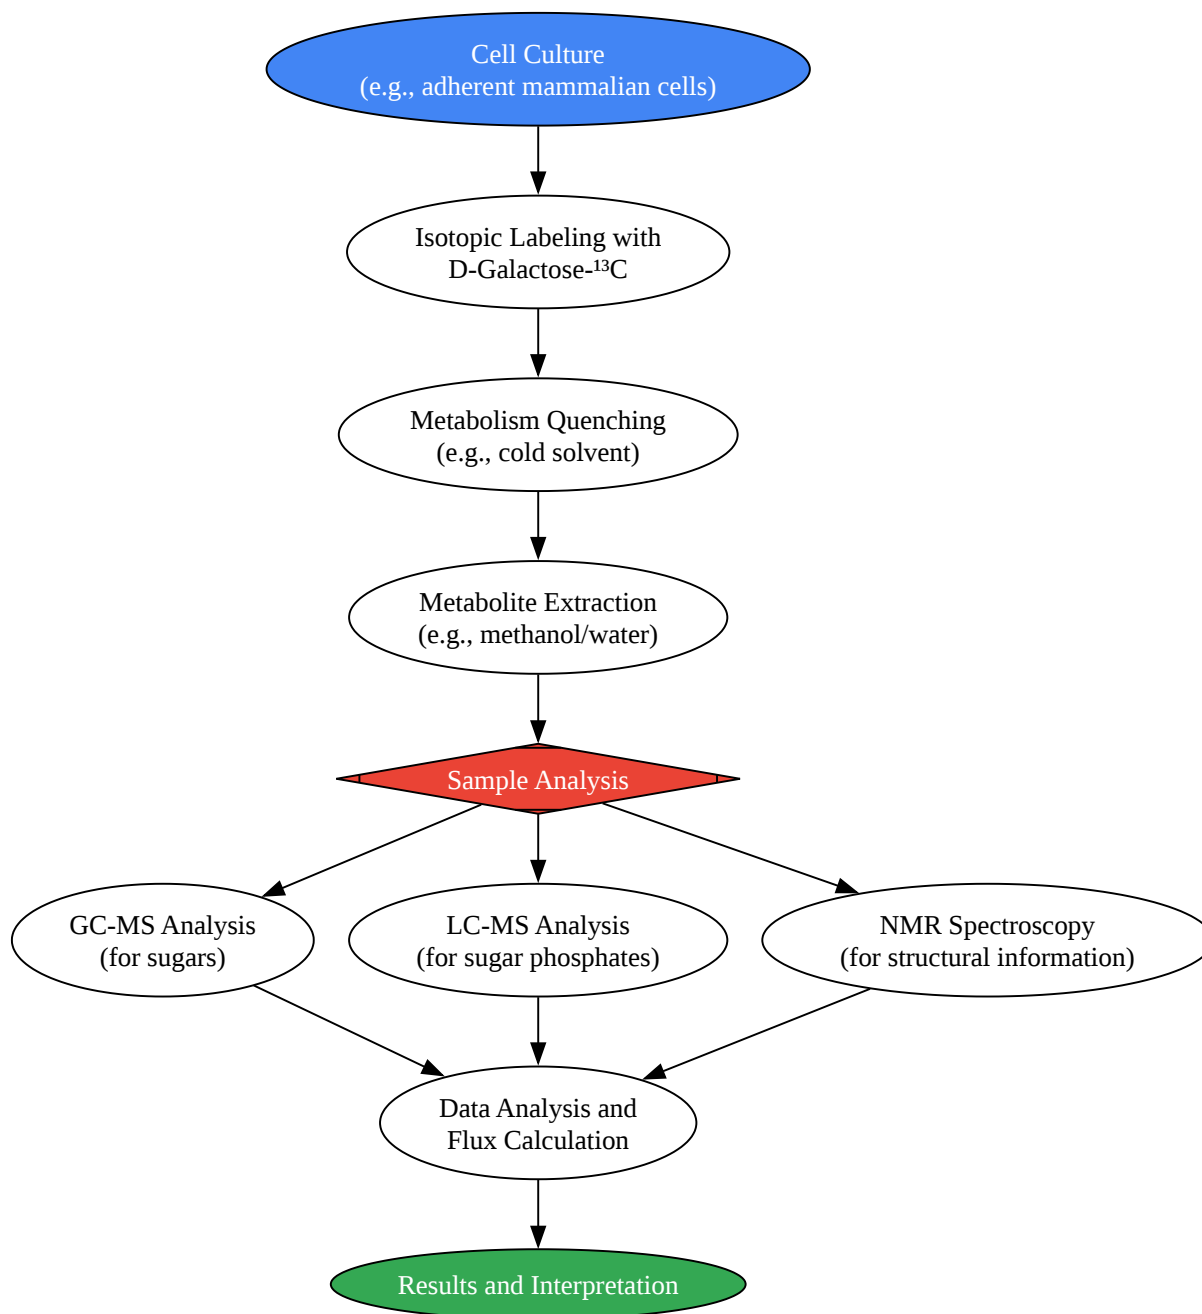 Cell Culture
(e.g., adherent mammalian cells)
Isotopic Labeling with
D-Galactose-¹³C
Metabolism Quenching
(e.g., cold solvent)
Metabolite Extraction
(e.g., methanol/water)
Sample Analysis
GC-MS Analysis
(for sugars)
LC-MS Analysis
(for sugar phosphates)
NMR Spectroscopy
(for structural information)
Data Analysis and
Flux Calculation
Results and Interpretation